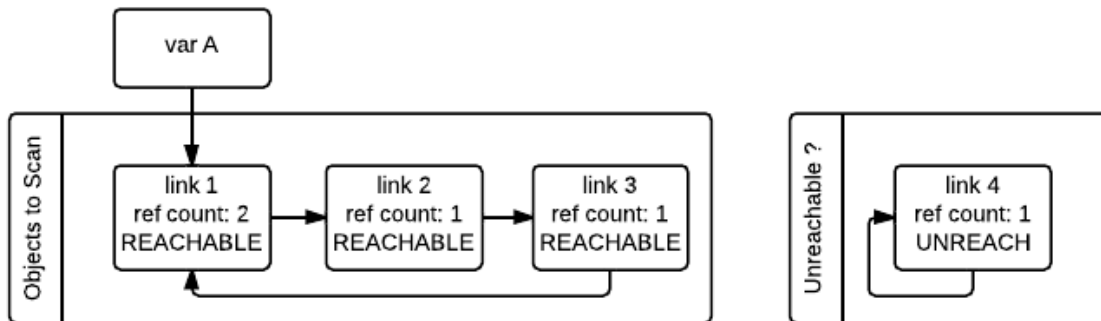 var A
Objects to Scan
link 1
ref count: 2
REACHABLE
link 2
ref count: 1
REACHABLE
link 3
ref count: 1
REACHABLE
Unreachable ?
link 4
ref count: 1
UNREACH